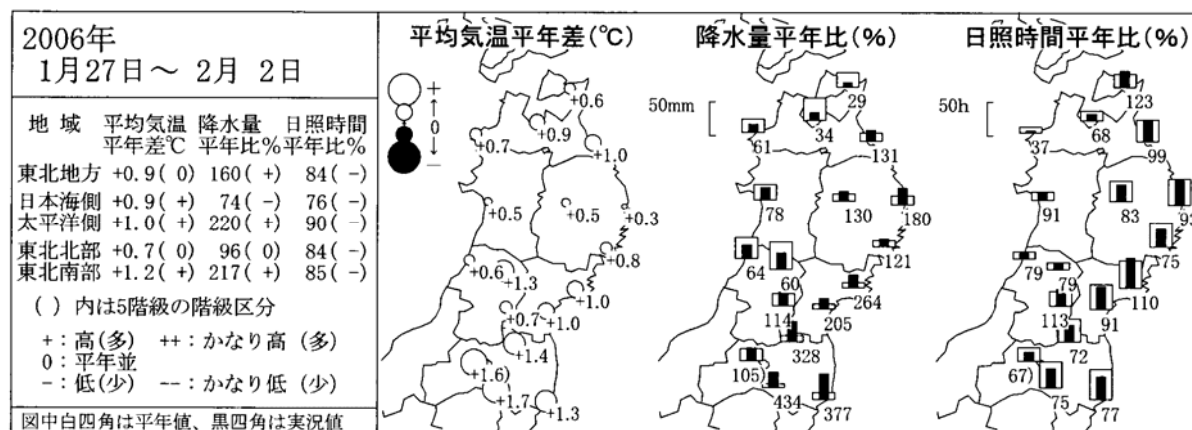 2006年
1月27日～ 2月 2日
地 域 平均気温 降水量 日照時間
平年差℃ 平年比% 平年比%
東北地方 +0.9( 0) 160( +) 84( -)
日本海側 +0.9( +) 74( -) 76( -)
太平洋側 +1.0( +) 220( +) 90( -)
東北北部 +0.7( 0) 96( 0) 84( -)
東北南部 +1.2( +) 217( +) 85( -)
( ) 内は5階級の階級区分
+：高(多) ++：かなり高 (多)
0：平年並
-：低(少) --：かなり低 (少)
図中白四角は平年値、黒四角は実況値
平均気温平年差(℃)
+
↑
0
↓
-
+0.6
+0.9
+0.7
+1.0
+0.5
+0.5
+0.3
+0.8
+0.6
+1.3
+1.0
+0.7
+1.0
+1.4
+1.6)
+1.7
+1.3
降水量平年比(%)
50mm
29
34
61
131
78
130
180
121
64
60
264
114
205
328
105)
434
377
日照時間平年比(%)
50h
123
68
37
99
91
83
75
79
79
110
113
91
72
67)
75
77